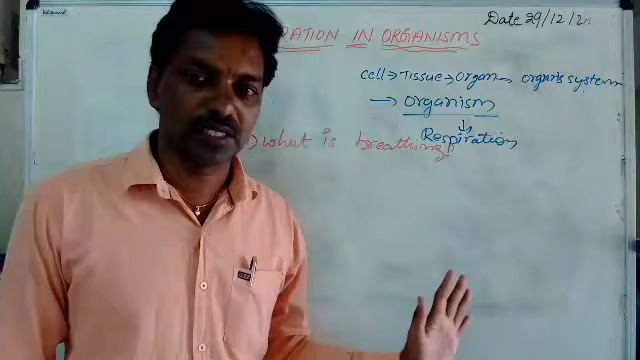 Date 29/12/20
RATION IN ORGANISMS
cell → Tissue → organ → organs system
→ organism
Respiration
) what is breathing?